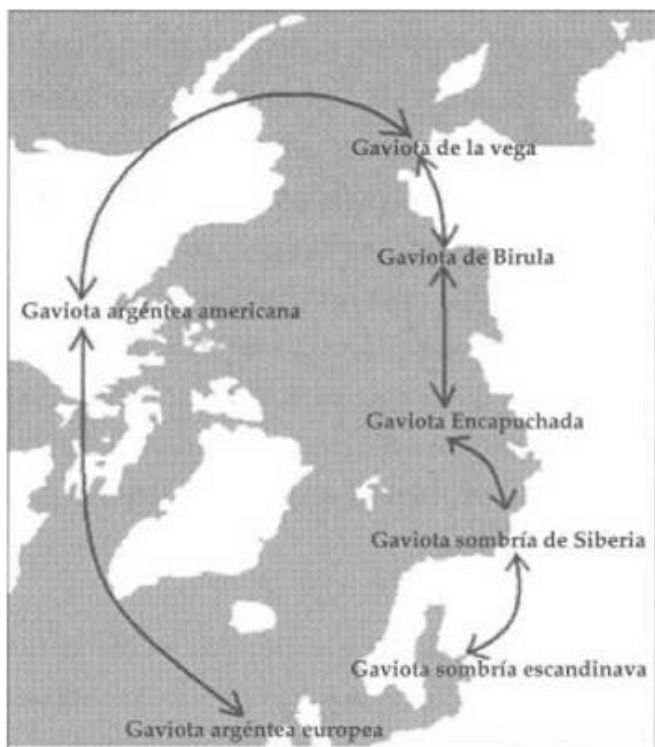 Gaviota de la vega
Gaviota de Birula
Gaviota argéntea americana
Gaviota Encapuchada
Gaviota sombría de Siberia
Gaviota sombría escandinava
Gaviota argéntea europea